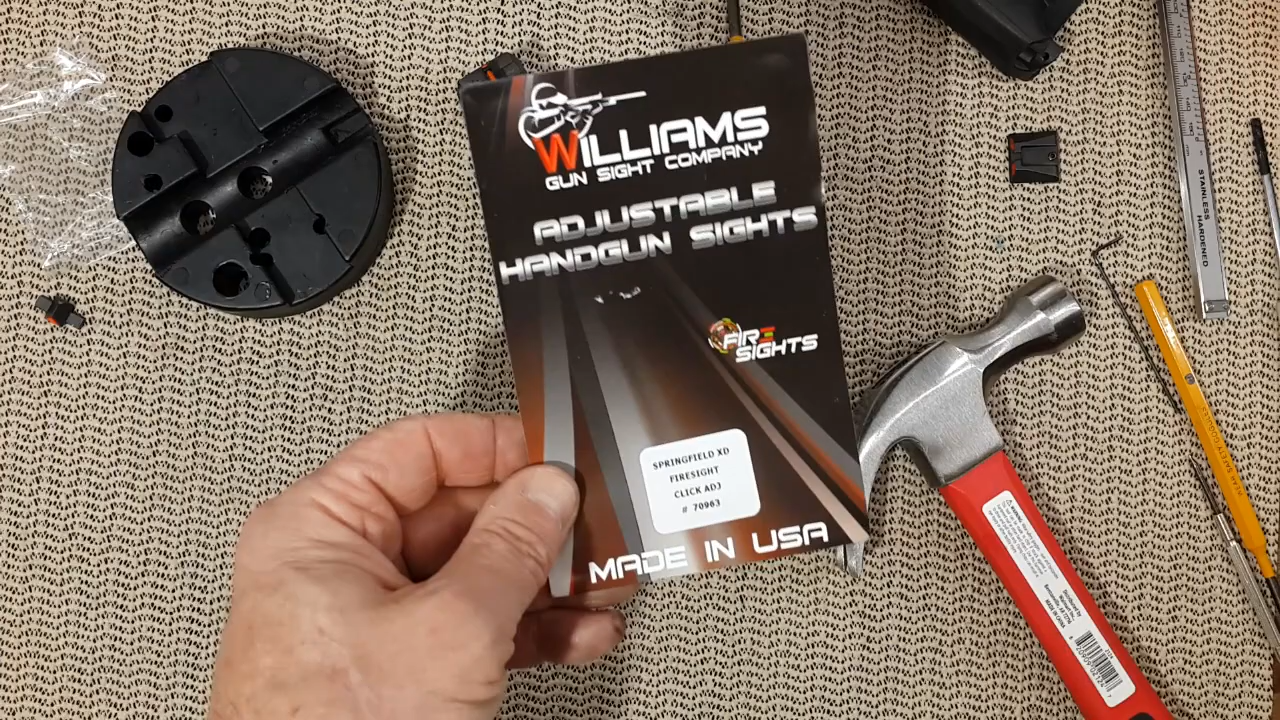 WILLIAMS
GUN SIGHT COMPANY
ADJUSTABLE
HANDGUN SIGHTS
FIRE
SIGHTS
SPRINGFIELD XD
FIRESIGHT
CLICK ADJ
# 70963
MADE IN USA
STAINLESS
HARDENED
WARNING